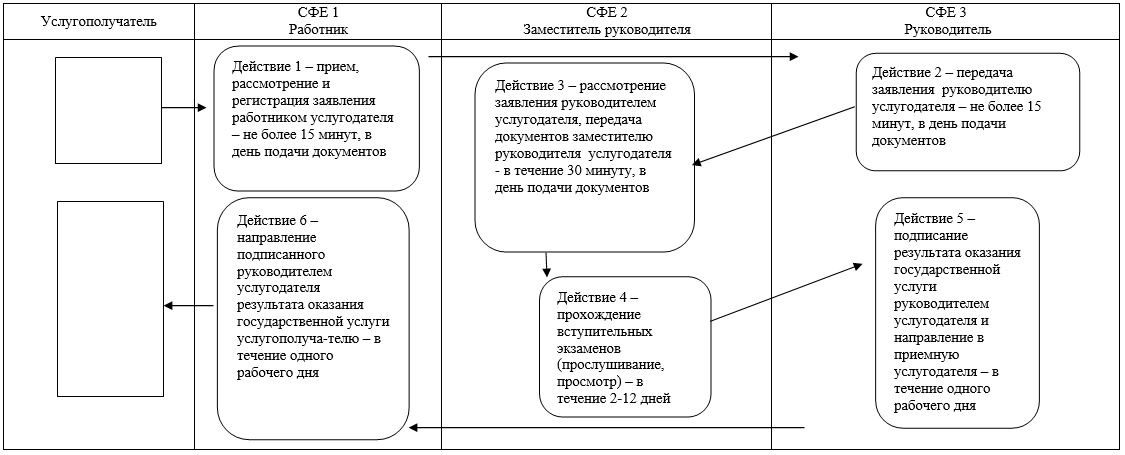 Услугополучатель
СФЕ 1
Работник
СФЕ 2
Заместитель руководителя
СФЕ 3
Руководитель
Действие 1 – прием,
рассмотрение и
регистрация заявления
работником услугодателя
– не более 15 минут, в
день подачи документов
Действие 3 – рассмотрение
заявления руководителем
услугодателя, передача
документов заместителю
руководителя услугодателя
- в течение 30 минуту, в
день подачи документов
Действие 2 – передача
заявления руководителю
услугодателя – не более 15
минут, в день подачи
документов
Действие 6 –
направление
подписанного
руководителем
услугодателя
результата оказания
государственной услуги
услугополуча-телю – в
течение одного
рабочего дня
Действие 4 –
прохождение
вступительных
экзаменов
(прослушивание,
просмотр) – в
течение 2-12 дней
Действие 5 –
подписание
результата оказания
государственной
услуги
руководителем
услугодателя и
направление в
приемную
услугодателя – в
течение одного
рабочего дня